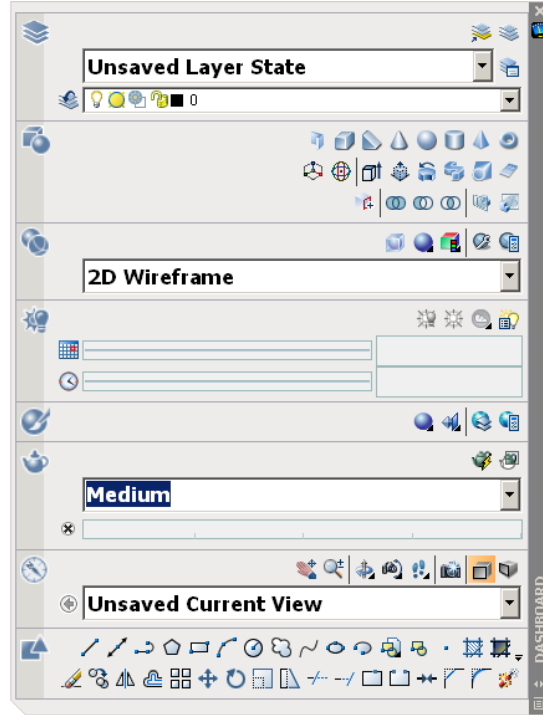 Unsaved Layer State
0
2D Wireframe
Medium
Unsaved Current View
DASHBOARD